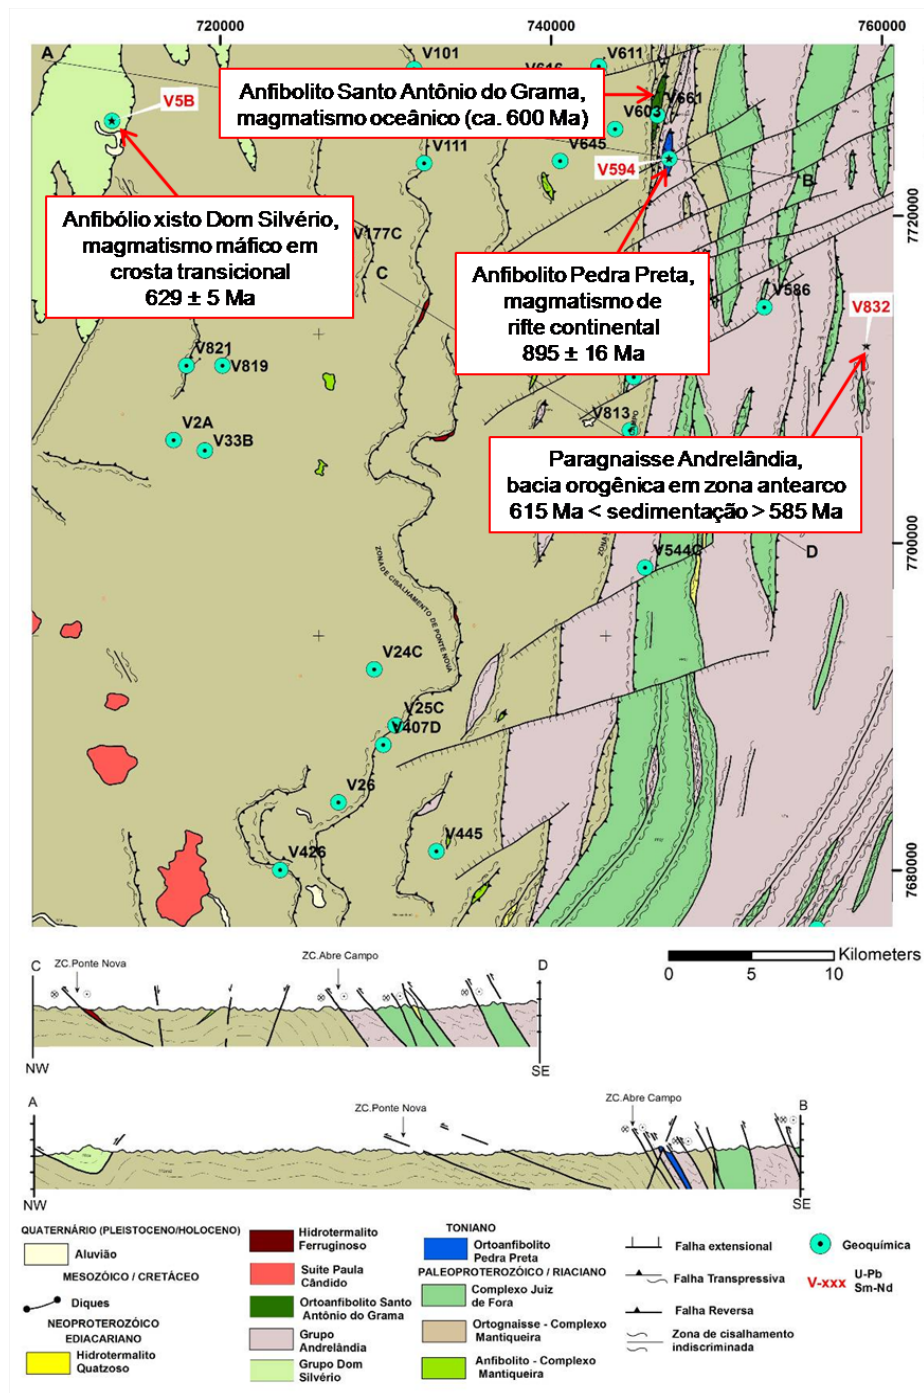 720000
740000
760000
A
V101
V611
V616
Anfibolito Santo Antônio do Grama,
magmatismo oceânico (ca. 600 Ma)
V5B
V661
V603
V111
V645
V594
B
Anfibólio xisto Dom Silvério,
magmatismo máfico em
crosta transicional
629 ± 5 Ma
V177C
C
7720000
Anfibolito Pedra Preta,
magmatismo de
rifte continental
895 ± 16 Ma
V586
V832
V821
V819
V813
V2A
V33B
Paragnaisse Andrelândia,
bacia orogênica em zona antearco
615 Ma < sedimentação > 585 Ma
V544C
D
7700000
ZONA DE CISALHAMENTO DE PONTE NOVA
V24C
V25C
V407D
V26
V445
V426
7680000
Kilometers
0 5 10
C
ZC.Ponte Nova
ZC.Abre Campo
D
NW
SE
A
ZC.Ponte Nova
ZC.Abre Campo
B
NW
SE
QUATERNÁRIO (PLEISTOCENO/HOLOCENO)
Aluvião
MESOZÓICO / CRETÁCEO
Diques
NEOPROTEROZÓICO
EDIACARIANO
Hidrotermalito
Quatzoso
Hidrotermalito
Ferruginoso
Suite Paula
Cândido
Ortoanfibolito Santo
Antônio do Grama
Grupo
Andrelândia
Grupo Dom
Silvério
TONIANO
Ortoanfibolito
Pedra Preta
PALEOPROTEROZÓICO / RIACIANO
Complexo Juiz
de Fora
Ortognaisse - Complexo
Mantiqueira
Anfibolito - Complexo
Mantiqueira
Falha extensional
Falha Transpressiva
Falha Reversa
Zona de cisalhamento
indiscriminada
Geoquímica
V-xxx
U-Pb
Sm-Nd